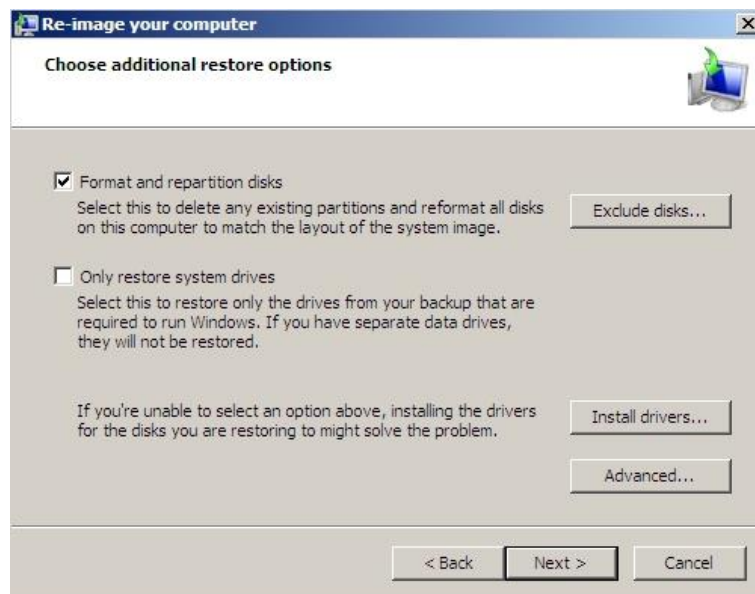 Re-image your computer
Choose additional restore options
Format and repartition disks
Select this to delete any existing partitions and reformat all disks
on this computer to match the layout of the system image.
Exclude disks...
Only restore system drives
Select this to restore only the drives from your backup that are
required to run Windows. If you have separate data drives,
they will not be restored.
If you're unable to select an option above, installing the drivers
for the disks you are restoring to might solve the problem.
Install drivers...
Advanced...
< Back
Next >
Cancel